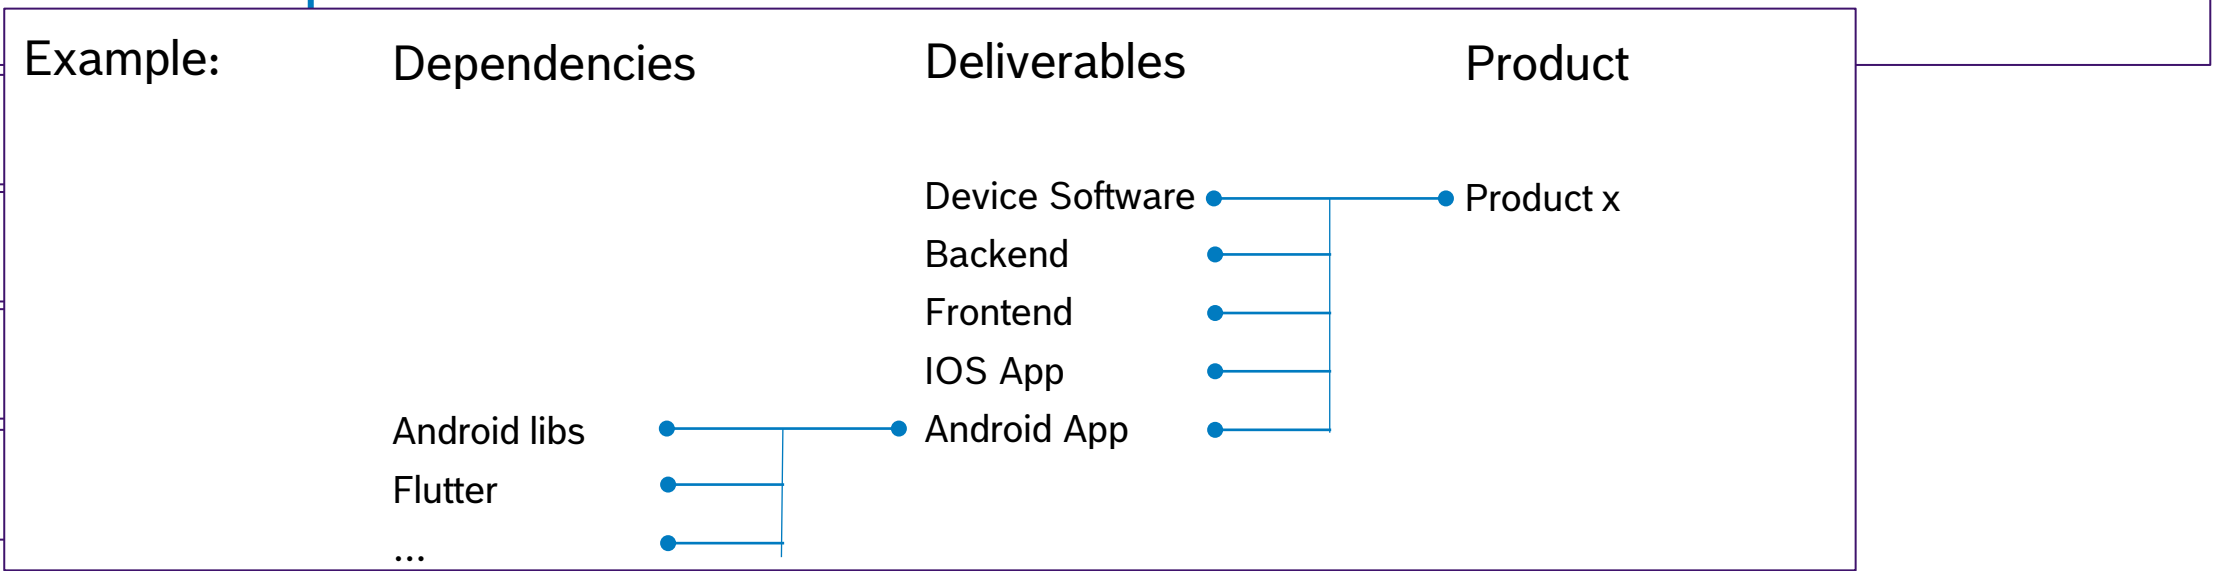 Example:
Dependencies
Deliverables
Product
Device Software
Product x
Backend
Frontend
IOS App
Android libs
Android App
Flutter
...